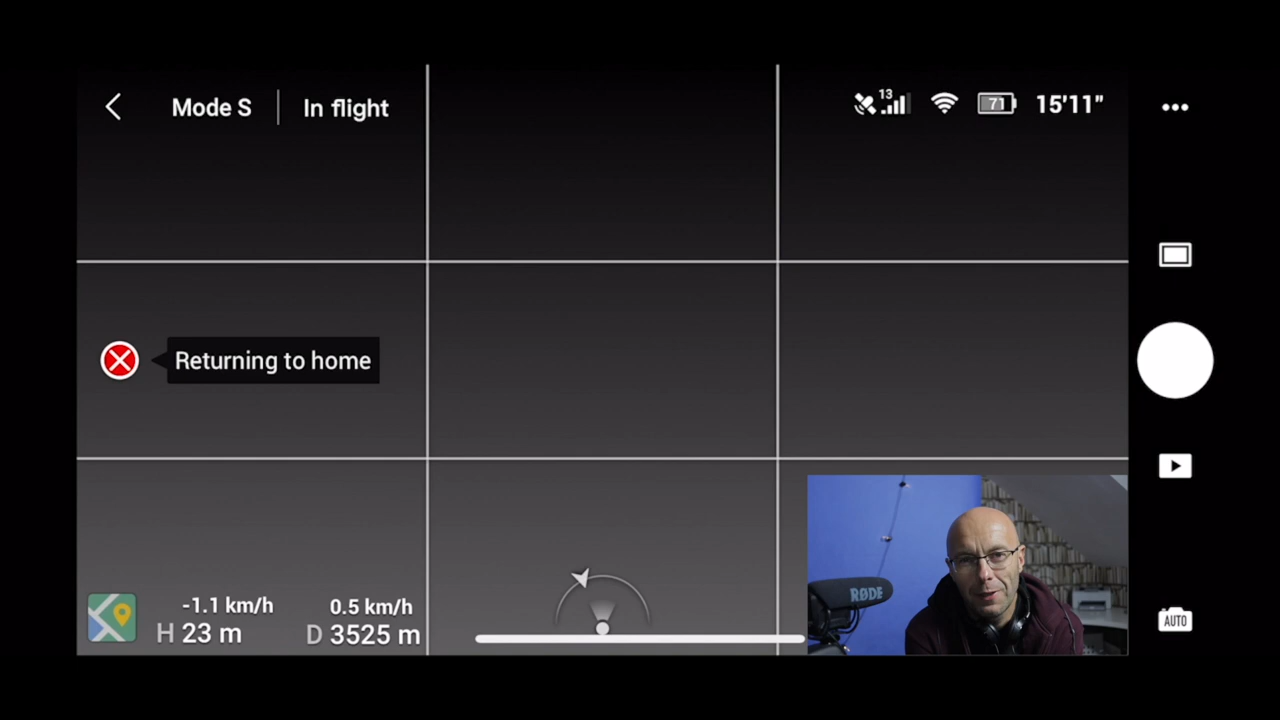 Mode S
In flight
13
71
15'11"
Returning to home
RØDE
-1.1 km/h
0.5 km/h
H 23 m
D 3525 m
AUTO